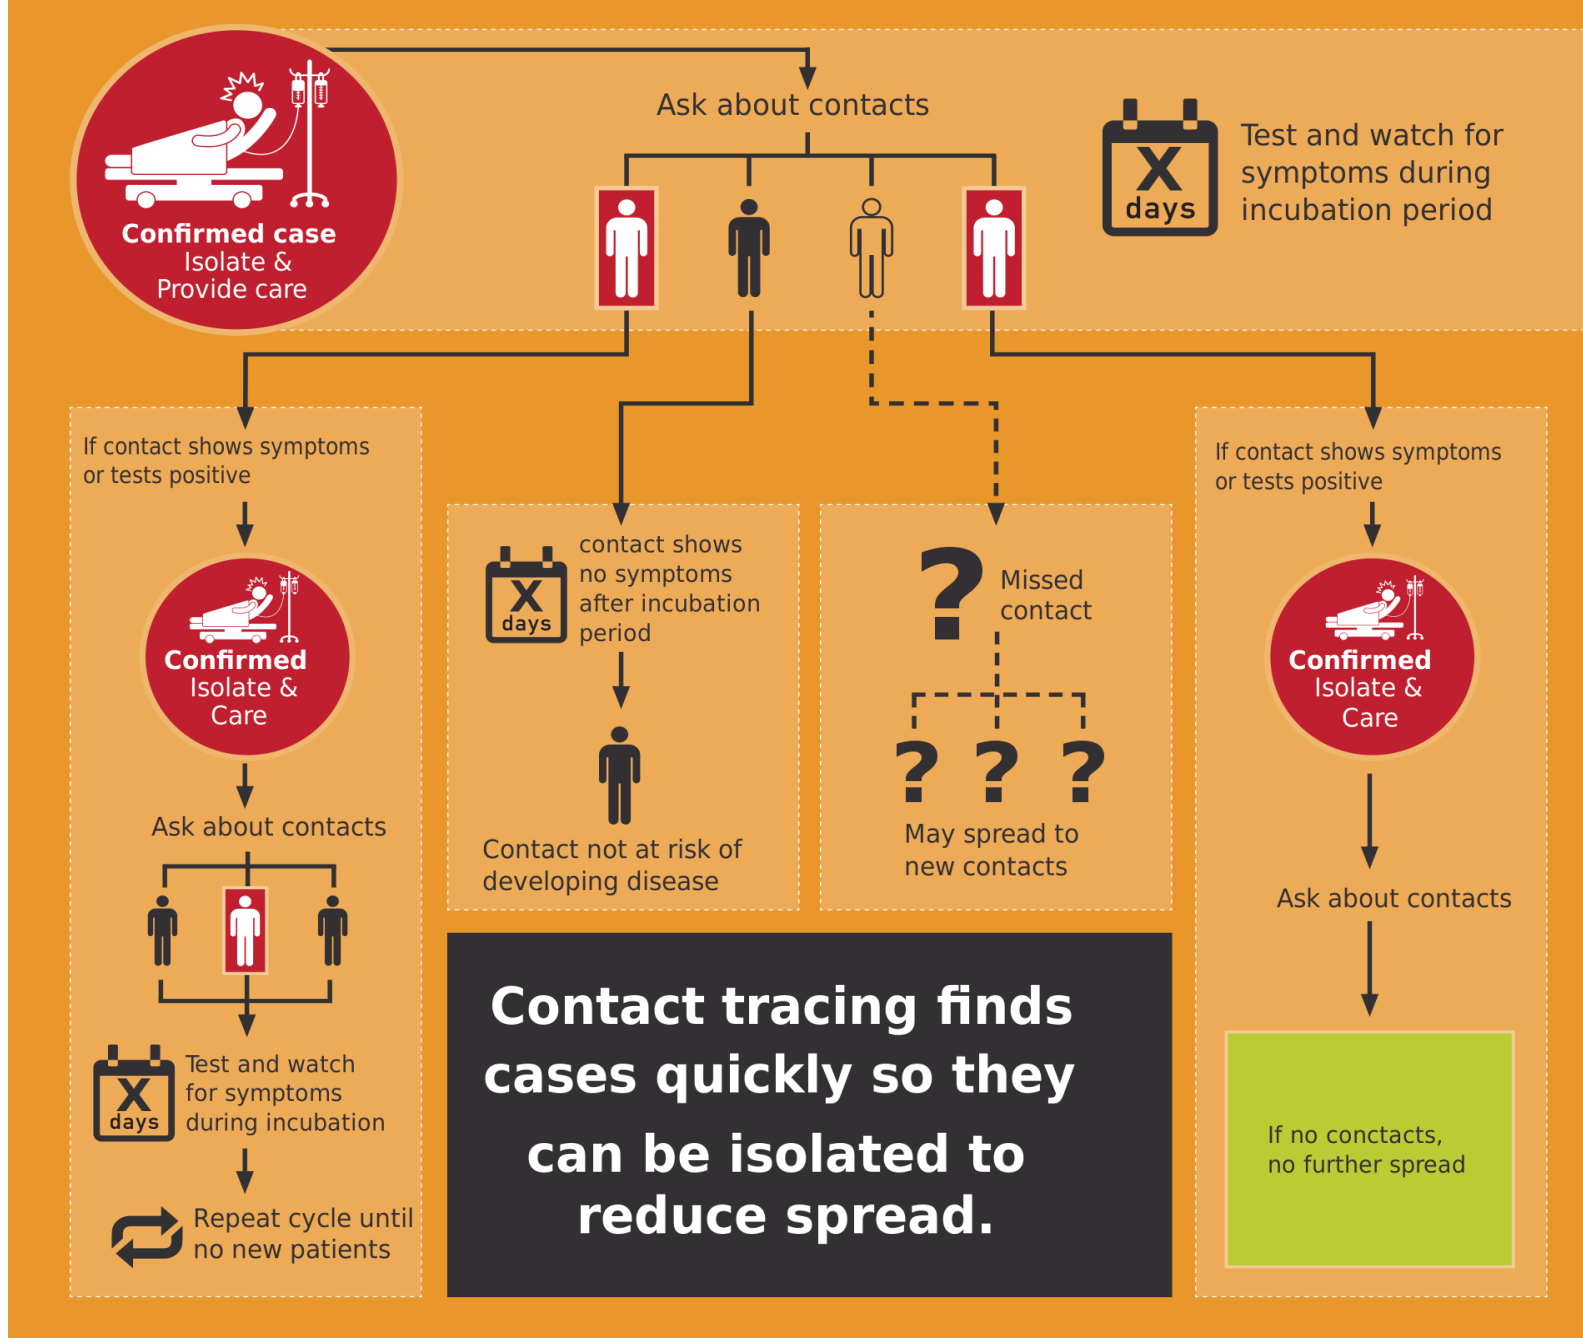 Confirmed case
Isolate &
Provide care
Ask about contacts
X
days
Test and watch for
symptoms during
incubation period
If contact shows symptoms
or tests positive
Confirmed
Isolate &
Care
Ask about contacts
X
days
Test and watch
for symptoms
during incubation
Repeat cycle until
no new patients
X
days
contact shows
no symptoms
after incubation
period
Contact not at risk of
developing disease
?
Missed
contact
? ? ?
May spread to
new contacts
If contact shows symptoms
or tests positive
Confirmed
Isolate &
Care
Ask about contacts
If no conctacts,
no further spread
Contact tracing finds
cases quickly so they
can be isolated to
reduce spread.